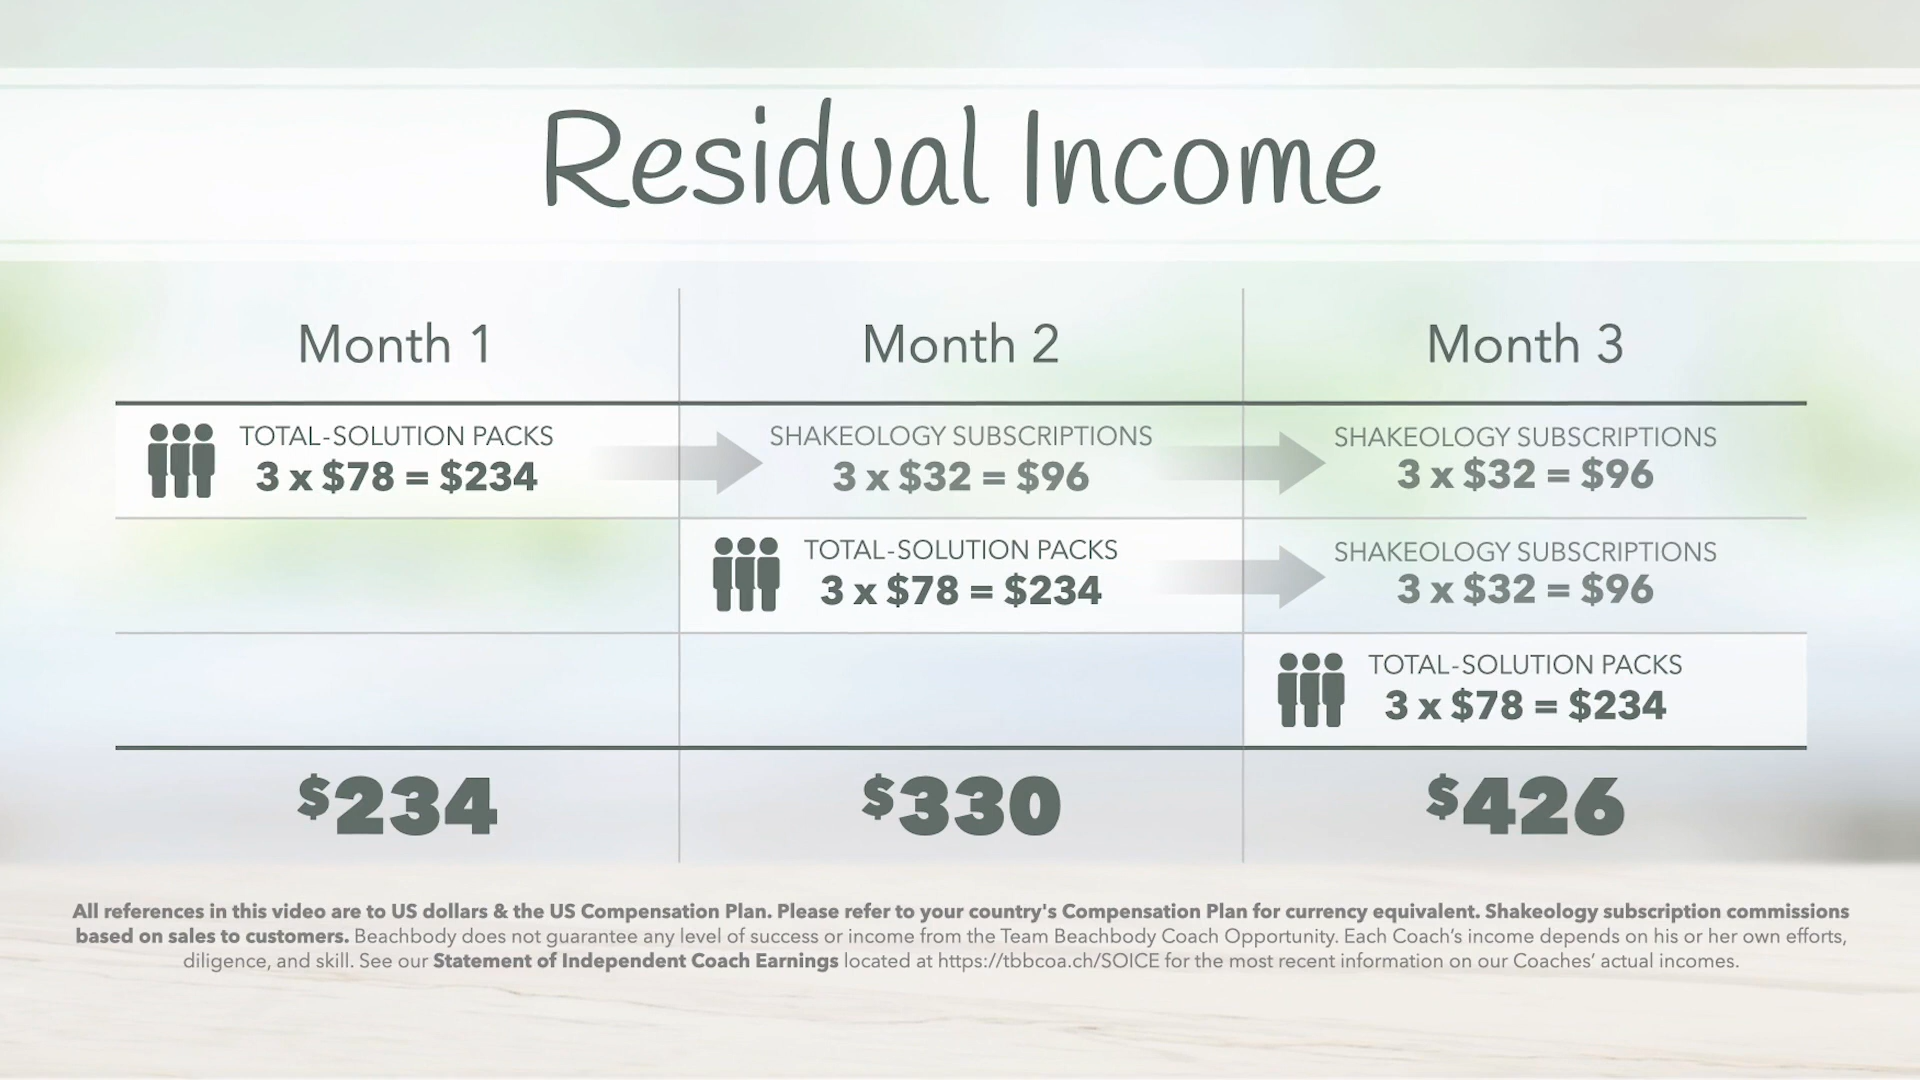 Residual Income
Month 1
Month 2
Month 3
TOTAL-SOLUTION PACKS
3 x $78 = $234
SHAKEOLOGY SUBSCRIPTIONS
3 x $32 = $96
SHAKEOLOGY SUBSCRIPTIONS
3 x $32 = $96
TOTAL-SOLUTION PACKS
3 x $78 = $234
SHAKEOLOGY SUBSCRIPTIONS
3 x $32 = $96
TOTAL-SOLUTION PACKS
3 x $78 = $234
$234
$330
$426
All references in this video are to US dollars & the US Compensation Plan. Please refer to your country's Compensation Plan for currency equivalent. Shakeology subscription commissions
based on sales to customers. Beachbody does not guarantee any level of success or income from the Team Beachbody Coach Opportunity. Each Coach’s income depends on his or her own efforts,
diligence, and skill. See our Statement of Independent Coach Earnings located at https://tbbcoa.ch/SOICE for the most recent information on our Coaches’ actual incomes.